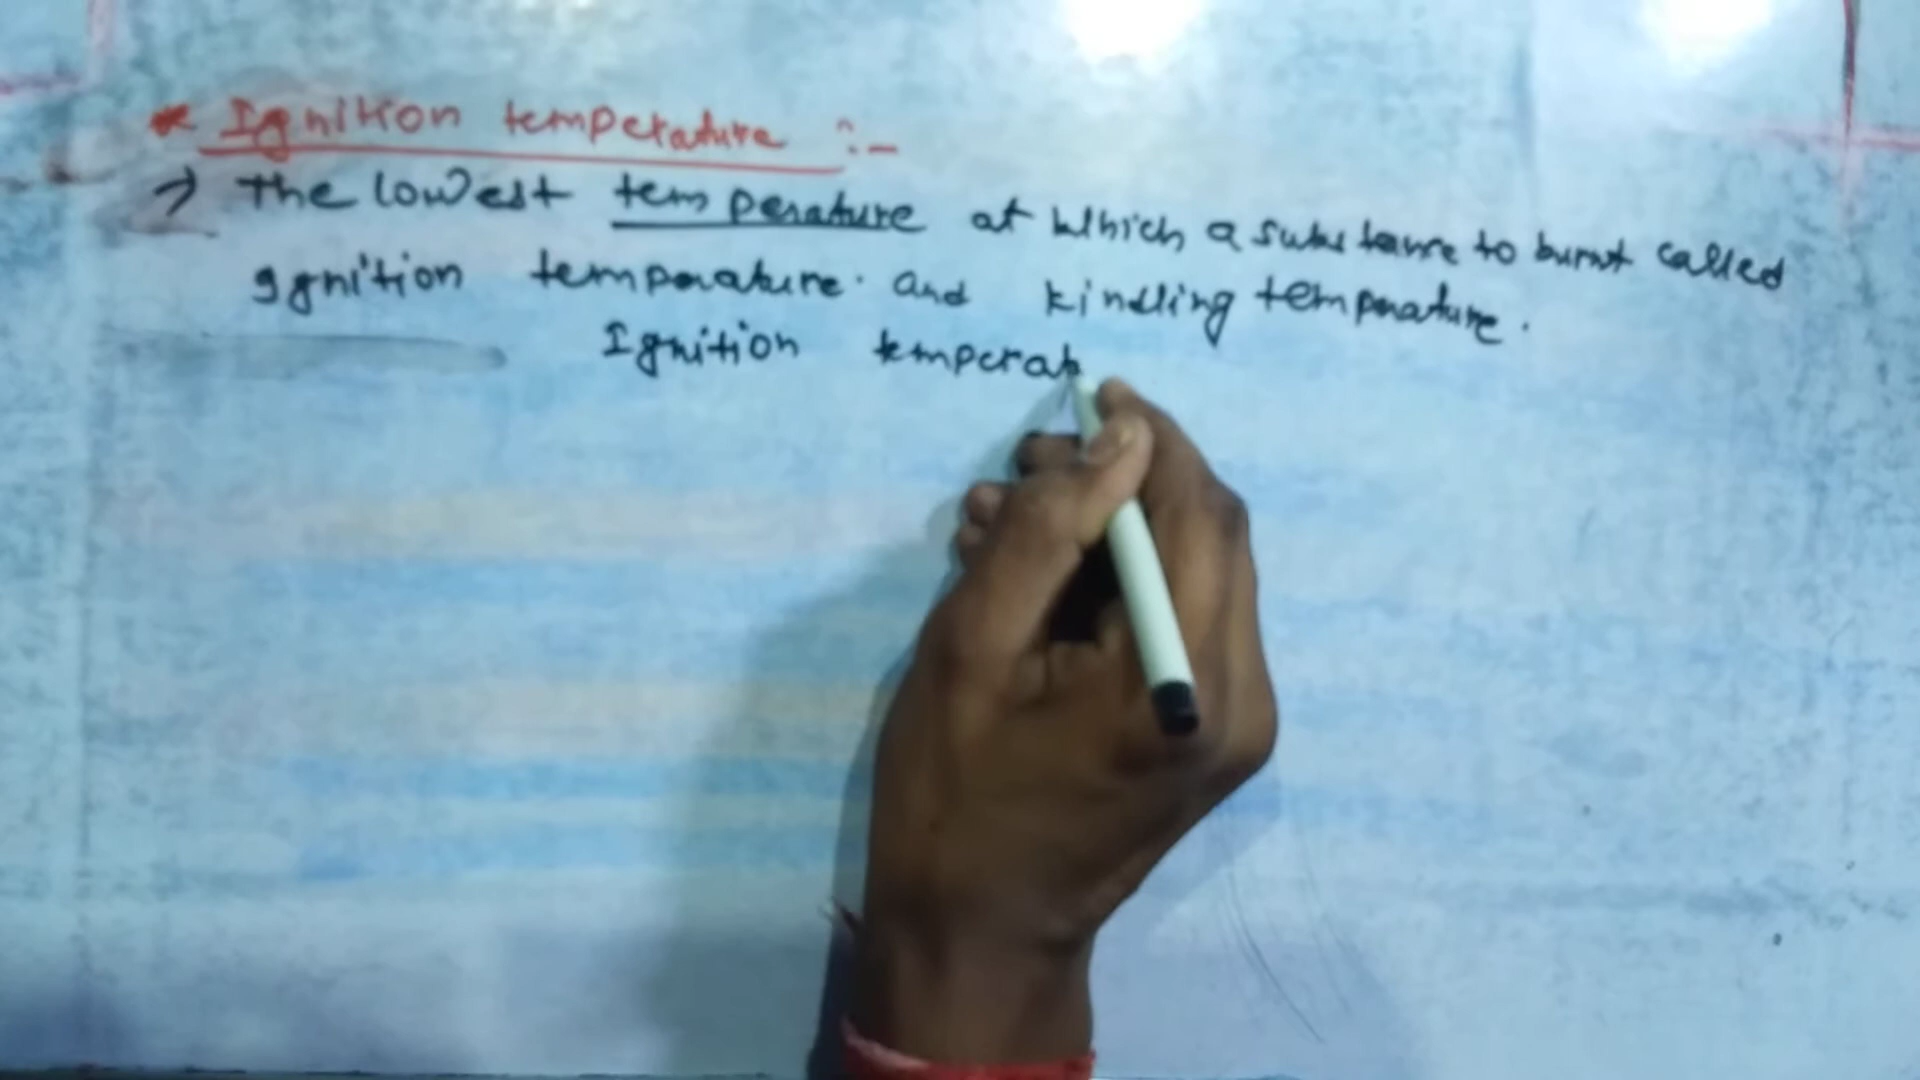 * Ignition temperature :-
→ The lowest temperature at which a substance to burnt called
Ignition temperature. and kindling temperature.
Ignition temperat